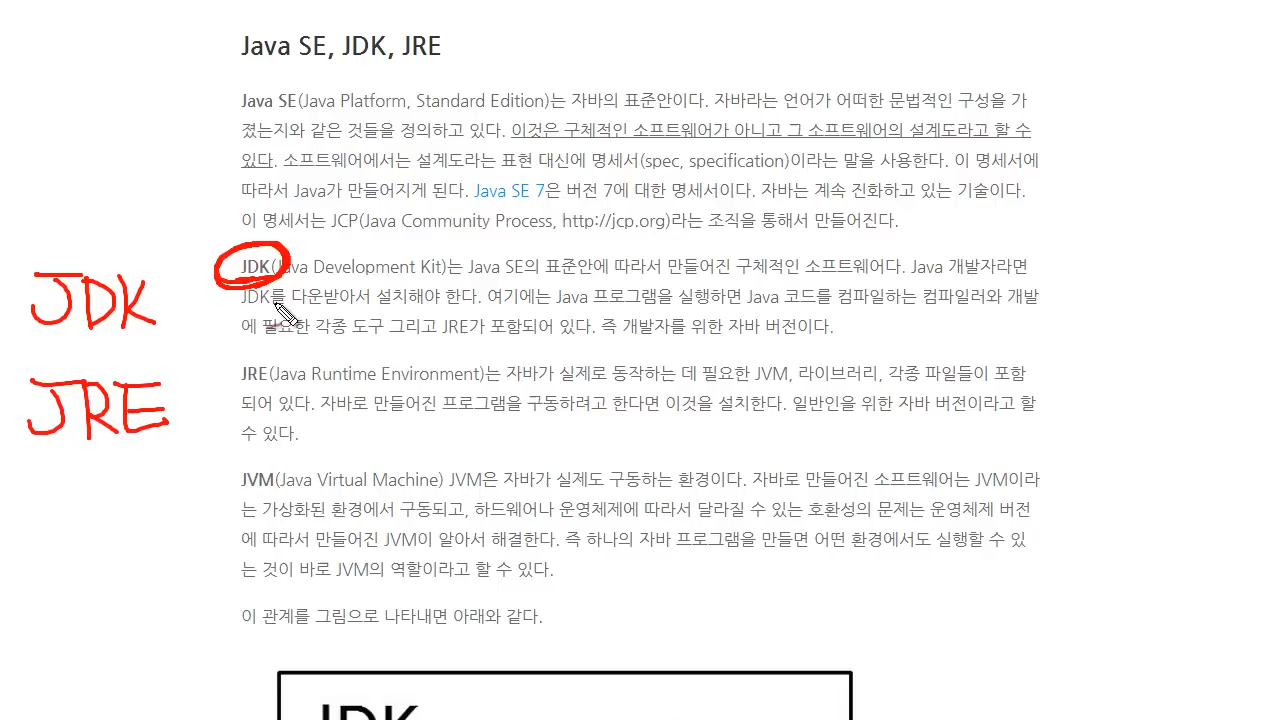 Java SE, JDK, JRE
Java SE(Java Platform, Standard Edition)는 자바의 표준안이다. 자바라는 언어가 어떠한 문법적인 구성을 가
졌는지와 같은 것들을 정의하고 있다. 이것은 구체적인 소프트웨어가 아니고 그 소프트웨어의 설계도라고 할 수
있다. 소프트웨어에서는 설계도라는 표현 대신에 명세서(spec, specification)이라는 말을 사용한다. 이 명세서에
따라서 Java가 만들어지게 된다. Java SE 7은 버전 7에 대한 명세서이다. 자바는 계속 진화하고 있는 기술이다.
이 명세서는 JCP(Java Community Process, http://jcp.org)라는 조직을 통해서 만들어진다.
JDK(Java Development Kit)는 Java SE의 표준안에 따라서 만들어진 구체적인 소프트웨어다. Java 개발자라면
JDK를 다운받아서 설치해야 한다. 여기에는 Java 프로그램을 실행하면 Java 코드를 컴파일하는 컴파일러와 개발
에 필요한 각종 도구 그리고 JRE가 포함되어 있다. 즉 개발자를 위한 자바 버전이다.
JDK
JRE(Java Runtime Environment)는 자바가 실제로 동작하는 데 필요한 JVM, 라이브러리, 각종 파일들이 포함
되어 있다. 자바로 만들어진 프로그램을 구동하려고 한다면 이것을 설치한다. 일반인을 위한 자바 버전이라고 할
수 있다.
JRE
JVM(Java Virtual Machine) JVM은 자바가 실제도 구동하는 환경이다. 자바로 만들어진 소프트웨어는 JVM이라
는 가상화된 환경에서 구동되고, 하드웨어나 운영체제에 따라서 달라질 수 있는 호환성의 문제는 운영체제 버전
에 따라서 만들어진 JVM이 알아서 해결한다. 즉 하나의 자바 프로그램을 만들면 어떤 환경에서도 실행할 수 있
는 것이 바로 JVM의 역할이라고 할 수 있다.
이 관계를 그림으로 나타내면 아래와 같다.
JDK